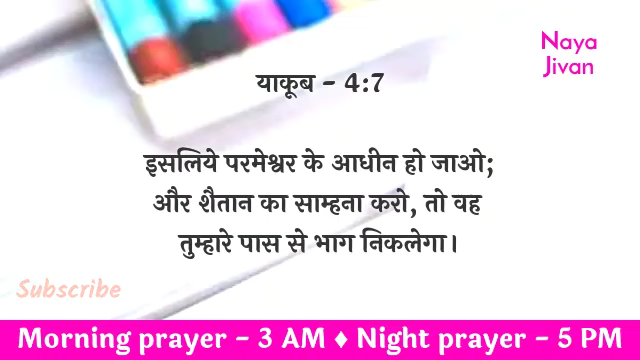 Naya
Jivan
याकूब - 4:7
इसलिये परमेश्वर के आधीन हो जाओ;
और शैतान का साम्हना करो, तो वह
तुम्हारे पास से भाग निकलेगा।
Subscribe
Morning prayer - 3 AM ♦ Night prayer - 5 PM